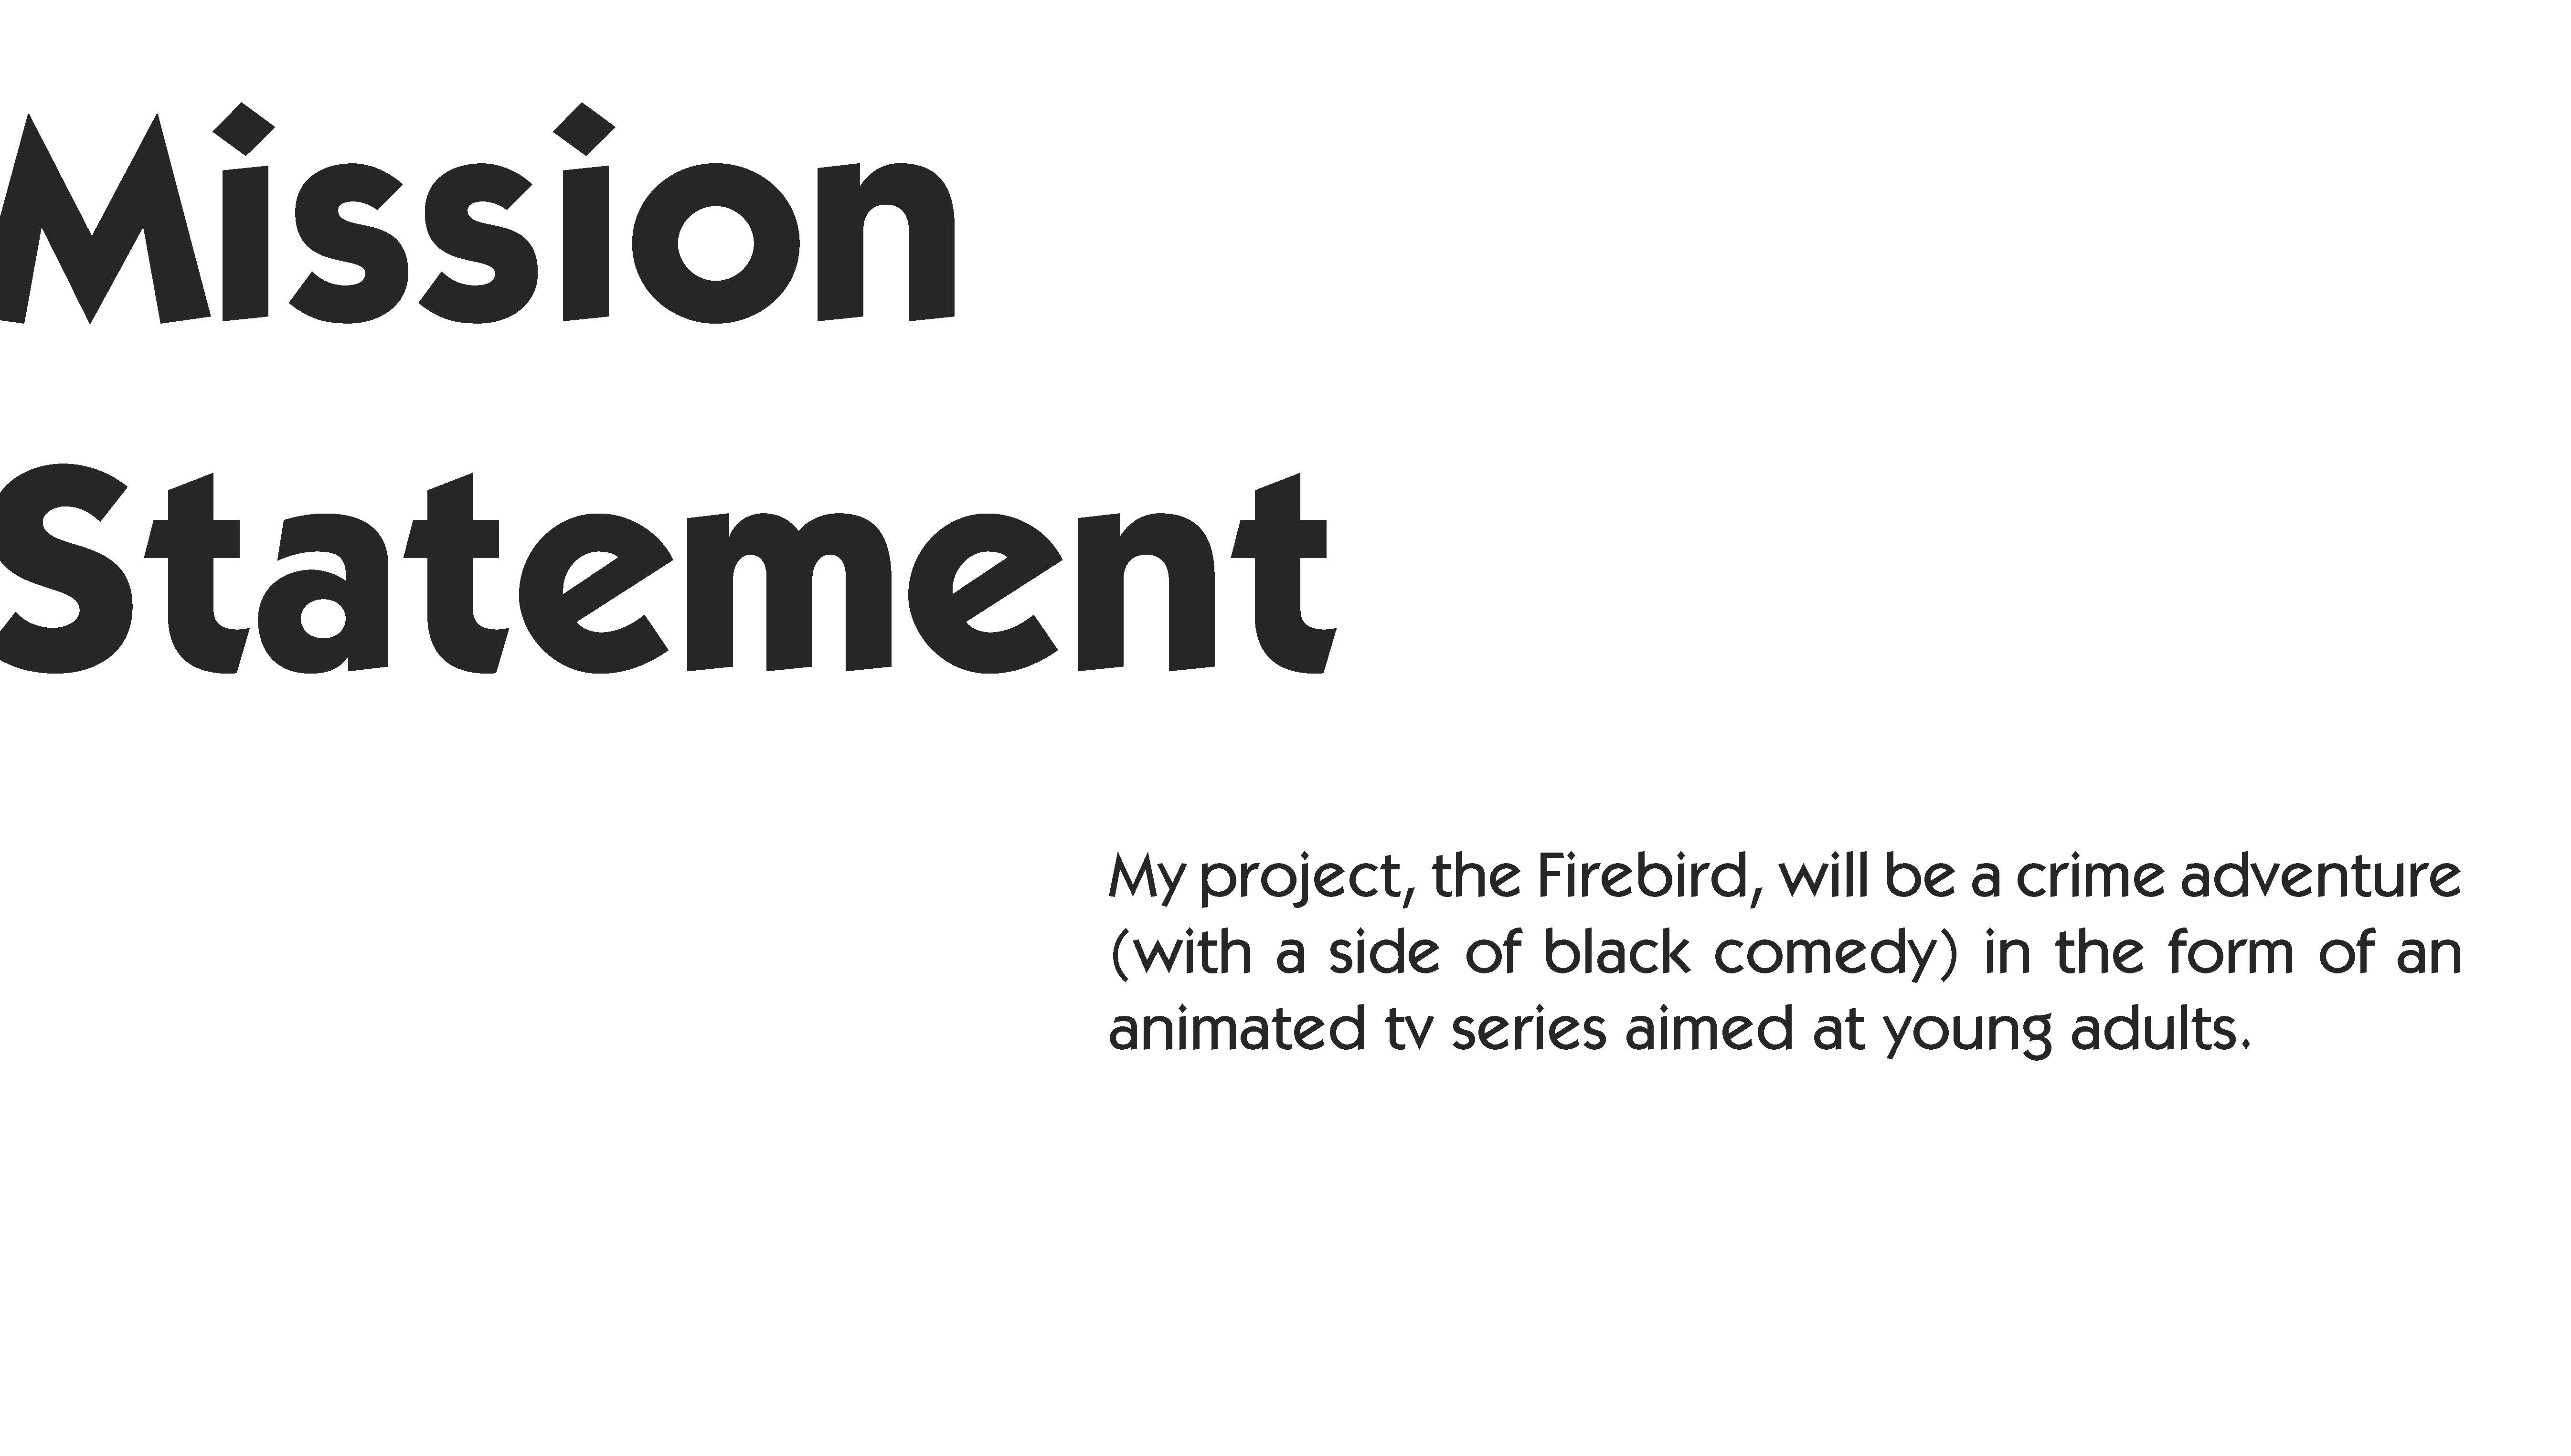 Mission
Statement
My project, the Firebird, will be a crime adventure
(with a side of black comedy) in the form of an
animated tv series aimed at young adults.